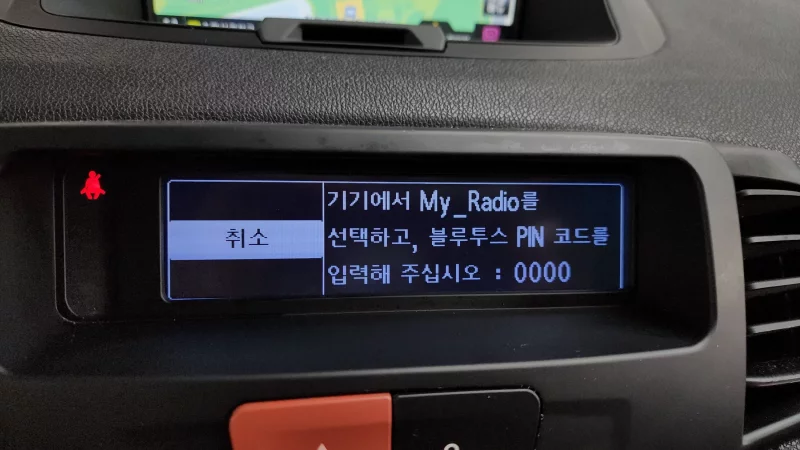 취소
기기에서 My_Radio를
선택하고, 블루투스 PIN 코드를
입력해 주십시오 : 0000